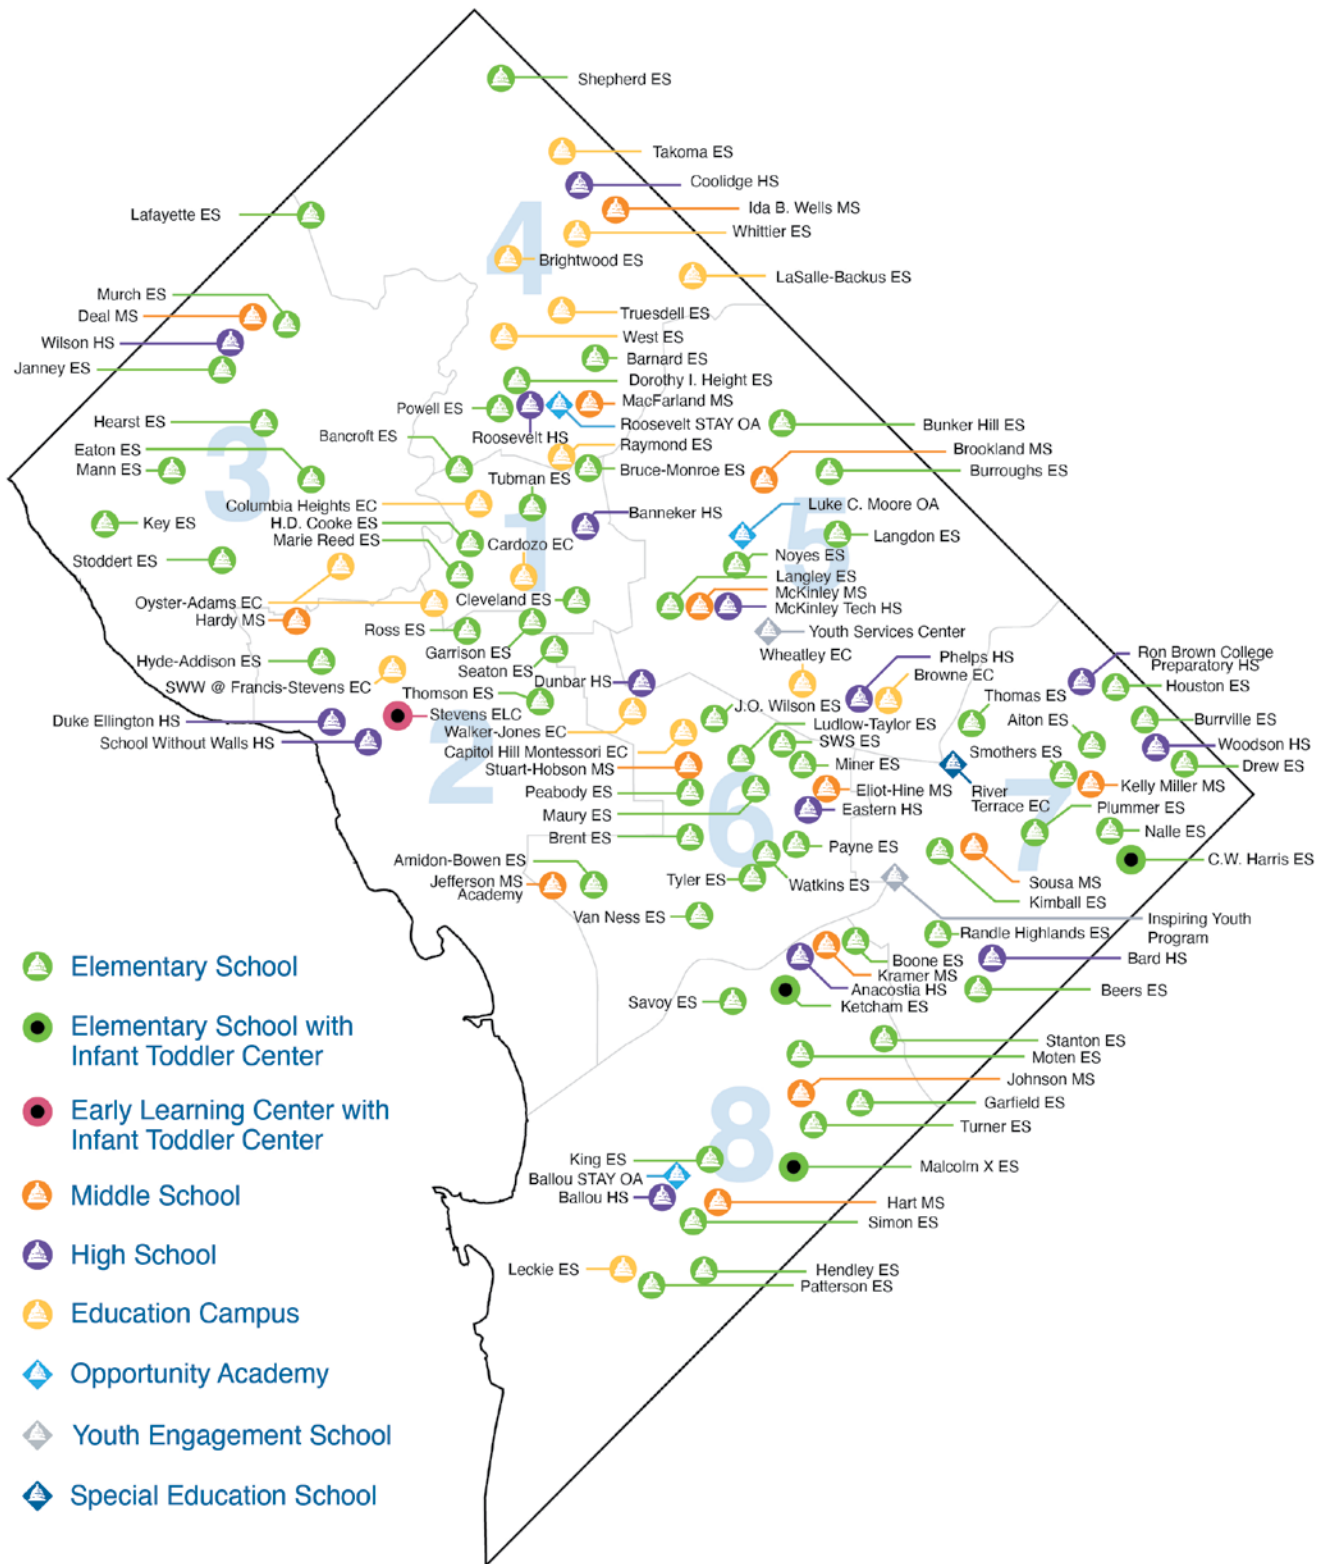 Shepherd ES
Takoma ES
Coolidge HS
Ida B. Wells MS
Lafayette ES
Whittier ES
4
Brightwood ES
LaSalle-Backus ES
Murch ES
Deal MS
Truesdell ES
Wilson HS
West ES
Barnard ES
Janney ES
Dorothy I. Height ES
MacFarland MS
Powell ES
Roosevelt STAY OA
Bunker Hill ES
Hearst ES
Bancroft ES
Roosevelt HS
Raymond ES
Brookland MS
Eaton ES
3
Mann ES
Bruce-Monroe ES
Burroughs ES
Tubman ES
Columbia Heights EC
Luke C. Moore OA
Key ES
H.D. Cooke ES
Banneker HS
5
Marie Reed ES
Cardozo EC
1
Langdon ES
Stoddert ES
Noyes ES
Langley ES
McKinley MS
Oyster-Adams EC
Cleveland ES
McKinley Tech HS
Hardy MS
Ross ES
Youth Services Center
Garrison ES
Wheatley EC
Phelps HS
Ron Brown College
Preparatory HS
Hyde-Addison ES
Seaton ES
Browne EC
SWW @ Francis-Stevens EC
Dunbar HS
Houston ES
Thomson ES
Thomas ES
J.O. Wilson ES
Stevens ELC
Duke Ellington HS
Aiton ES
Burrville ES
Ludlow-Taylor ES
Walker-Jones EC
School Without Walls HS
2
SWS ES
Woodson HS
Capitol Hill Montessori EC
Smothers ES
Miner ES
Drew ES
Stuart-Hobson MS
Kelly Miller MS
Peabody ES
Eliot-Hine MS
River
Terrace EC
7
Plummer ES
Maury ES
6
Eastern HS
Nalle ES
Brent ES
Payne ES
C.W. Harris ES
Amidon-Bowen ES
Tyler ES
Watkins ES
Sousa MS
Jefferson MS
Academy
Kimball ES
Van Ness ES
Inspiring Youth
Program
Randle Highlands ES
Boone ES
Bard HS
Kramer MS
Anacostia HS
Beers ES
Savoy ES
Ketcham ES
Stanton ES
Moten ES
Johnson MS
8
Garfield ES
Turner ES
King ES
Malcolm X ES
Ballou STAY OA
Ballou HS
Hart MS
Simon ES
Leckie ES
Hendley ES
Patterson ES
Elementary School
Elementary School with
Infant Toddler Center
Early Learning Center with
Infant Toddler Center
Middle School
High School
Education Campus
Opportunity Academy
Youth Engagement School
Special Education School